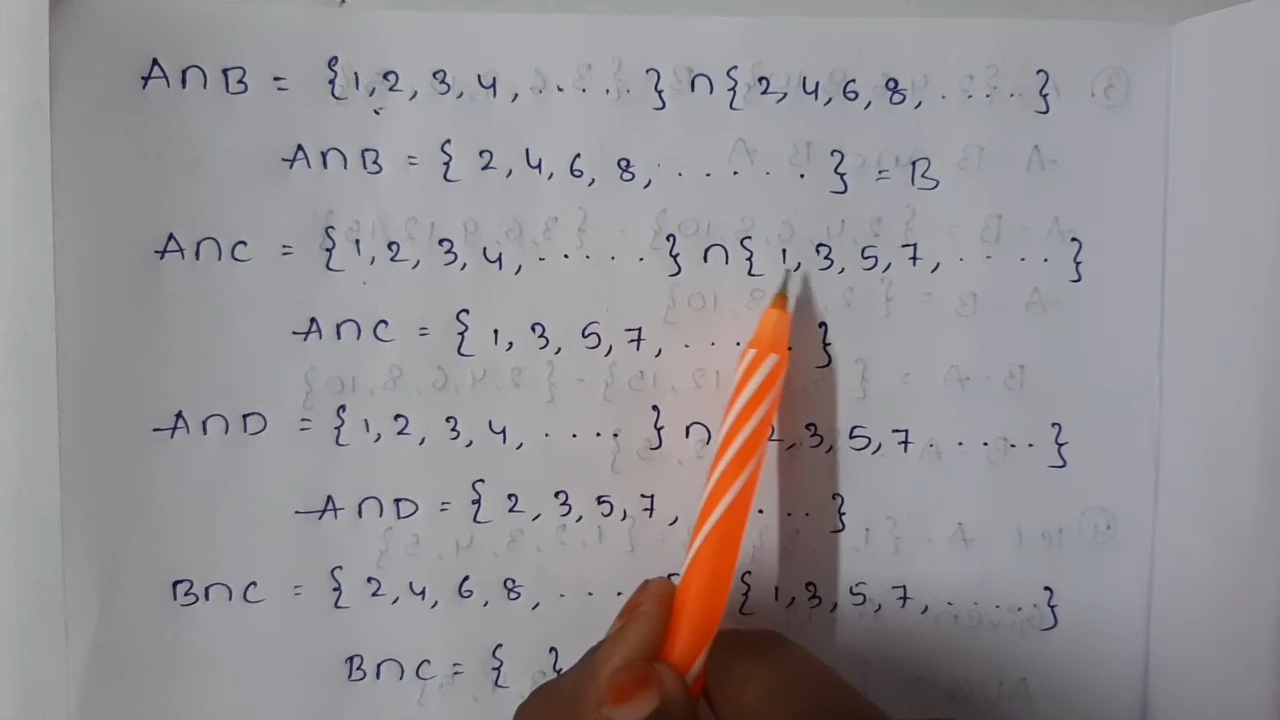 A∩B = {1, 2, 3, 4, ......} ∩ {2, 4, 6, 8, .....}
A∩B = {2, 4, 6, 8, ......} = B
A∩C = {1, 2, 3, 4, ......} ∩ {1, 3, 5, 7, .....}
A∩C = {1, 3, 5, 7, ......}
A∩D = {1, 2, 3, 4, .....} ∩ 2, 3, 5, 7 .....}
A∩D = {2, 3, 5, 7, .....}
B∩C = {2, 4, 6, 8, .... {1, 3, 5, 7, .....}
B∩C = { }